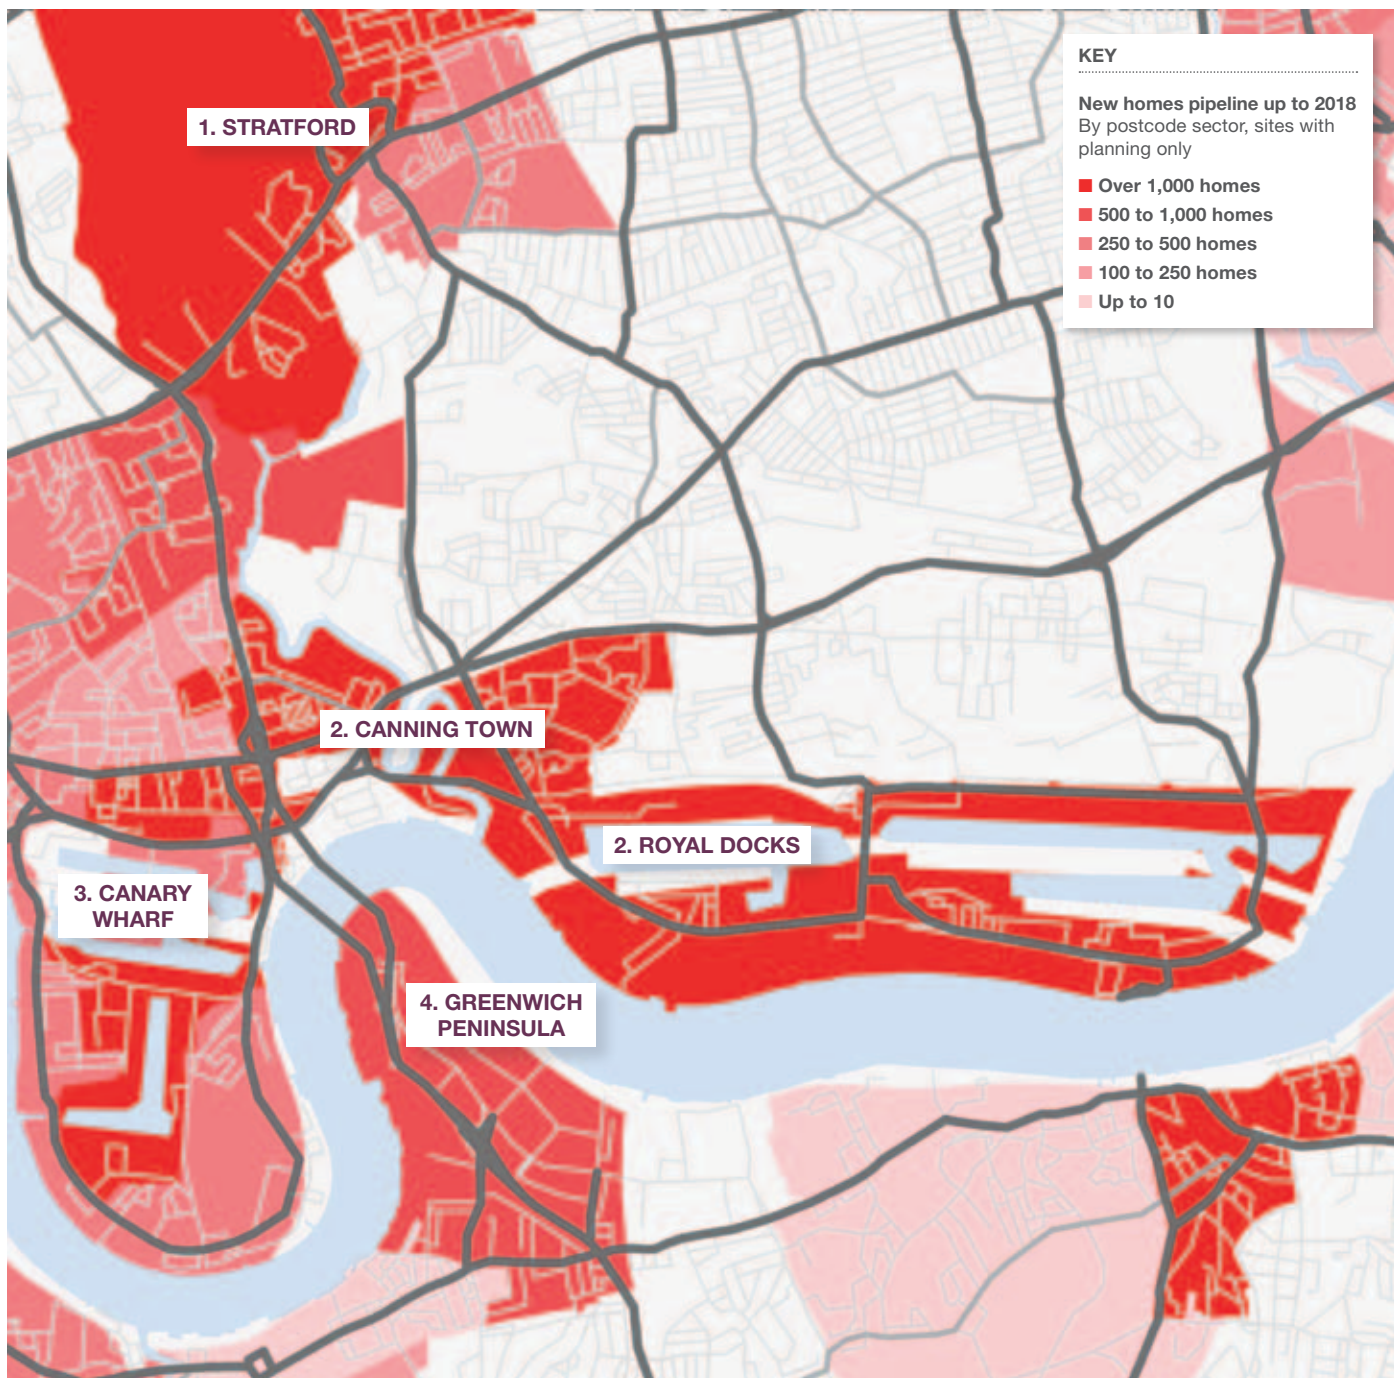 KEY
New homes pipeline up to 2018
By postcode sector, sites with
planning only
Over 1,000 homes
500 to 1,000 homes
250 to 500 homes
100 to 250 homes
Up to 10
1. STRATFORD
2. CANNING TOWN
2. ROYAL DOCKS
3. CANARY
WHARF
4. GREENWICH
PENINSULA